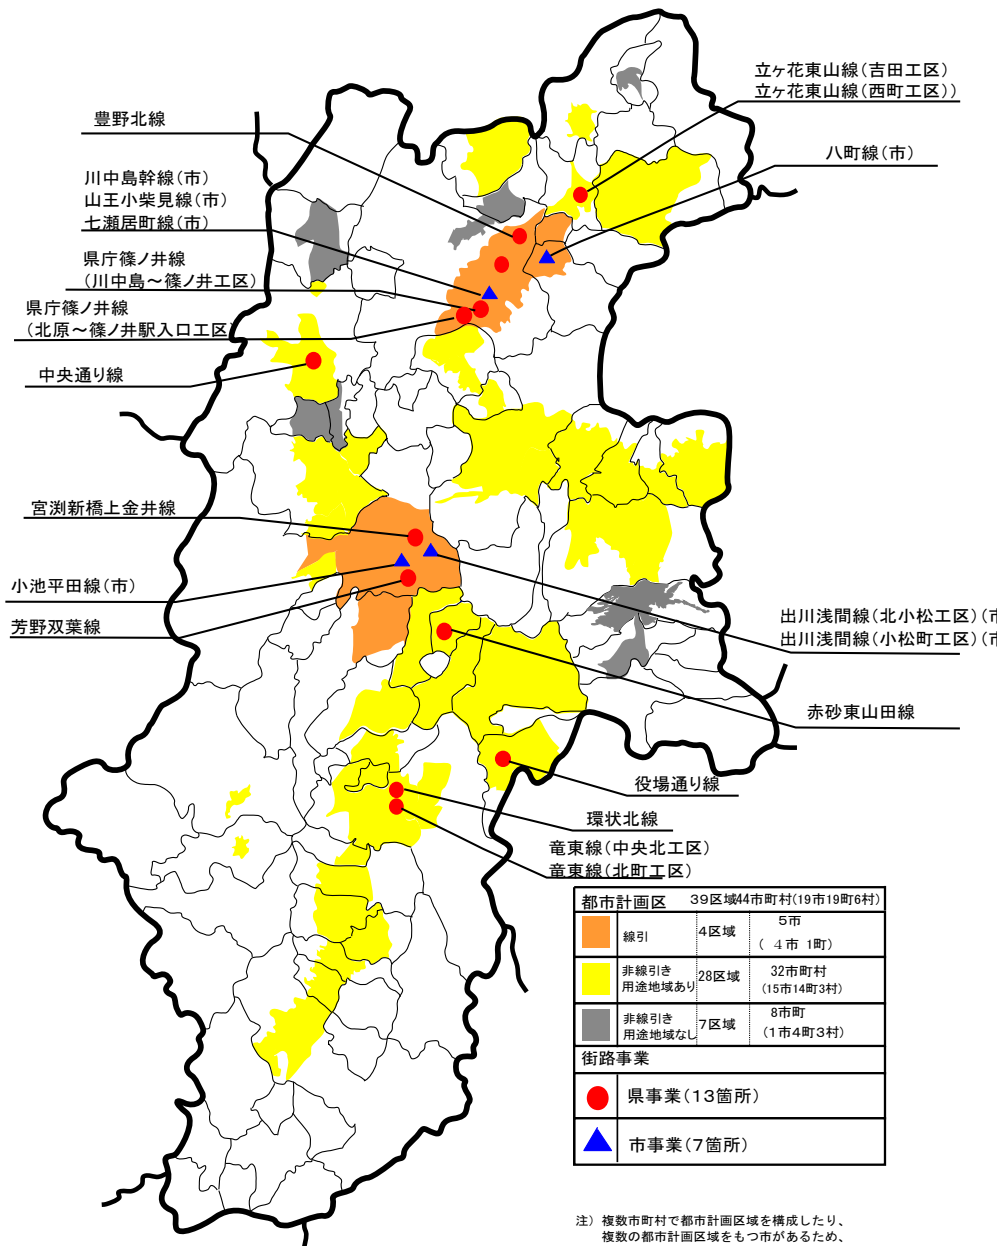 立ヶ花東山線(吉田工区)
立ヶ花東山線(西町工区))
豊野北線
八町線(市)
川中島幹線(市)
山王小柴見線(市)
七瀬居町線(市)
県庁篠ノ井線
(川中島～篠ノ井工区)
県庁篠ノ井線
(北原～篠ノ井駅入口工区)
中央通り線
宮渕新橋上金井線
小池平田線(市)
芳野双葉線
出川浅間線(北小松工区)(市
出川浅間線(小松町工区)(市
赤砂東山田線
役場通り線
環状北線
竜東線(中央北工区)
竜東線(北町工区)
都市計画区 39区域44市町村(19市19町6村)
線引 4区域 5市
(4市 1町)
非線引き
用途地域あり 28区域 32市町村
(15市14町3村)
非線引き
用途地域なし 7区域 8市町
(1市4町3村)
街路事業
県事業(13箇所)
市事業(7箇所)
注) 複数市町村で都市計画区域を構成したり、
複数の都市計画区域をもつ市があるため、